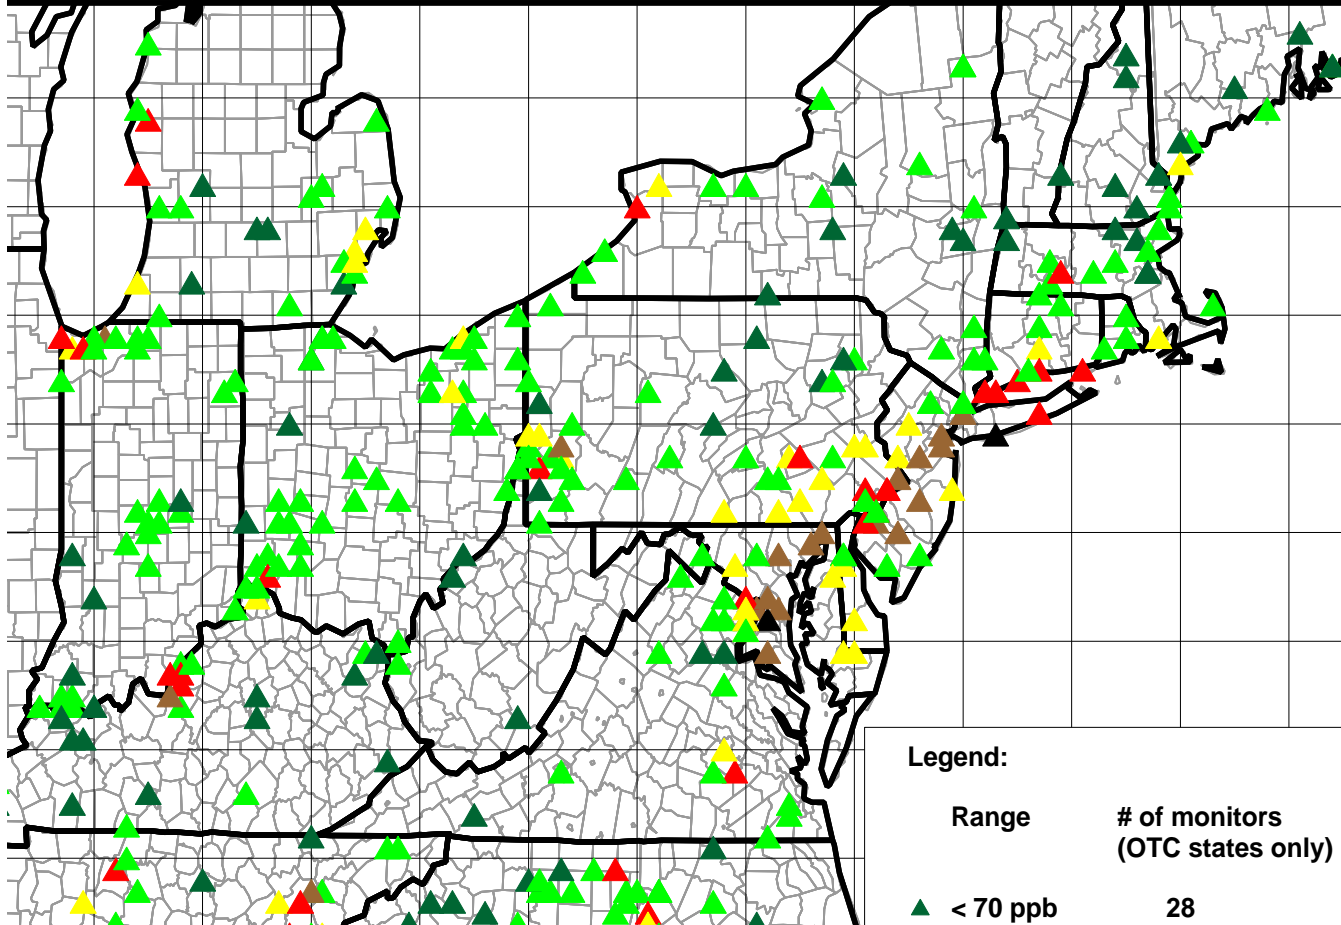 Legend:
Range
# of monitors
(OTC states only)
< 70 ppb
28